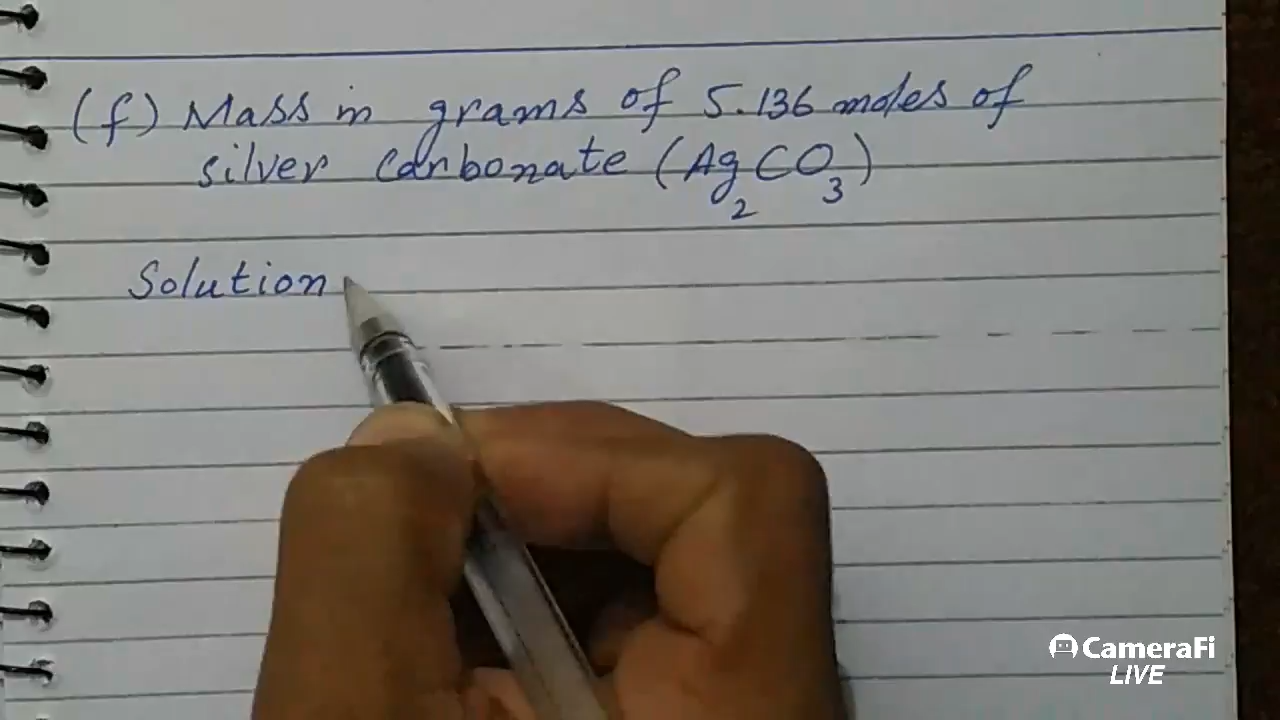 (f) Mass in grams of 5.136 moles of
silver carbonate (Ag₂CO₃)
Solution
CameraFi
LIVE